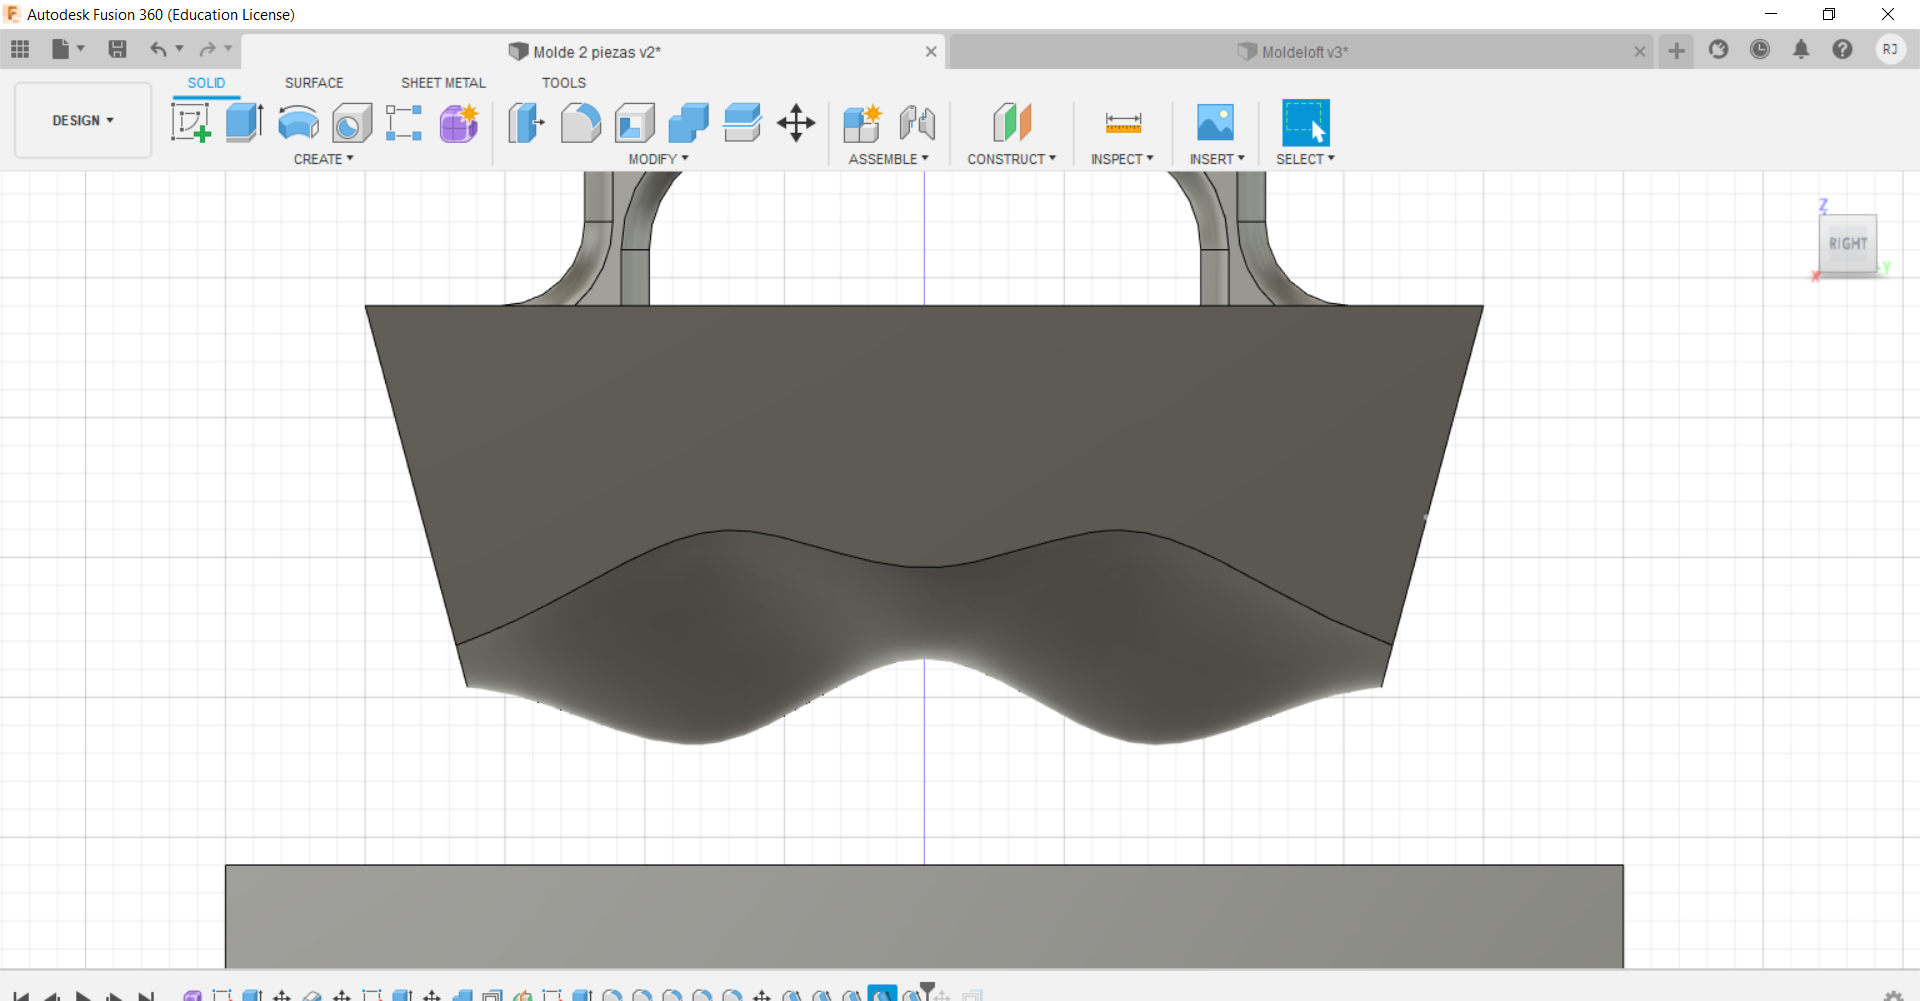 Autodesk Fusion 360 (Education License)
Molde 2 piezas v2*
Moldeloft v3*
RJ
SOLID SURFACE SHEET METAL TOOLS
DESIGN
CREATE MODIFY ASSEMBLE CONSTRUCT INSPECT INSERT SELECT
Z
RIGHT
X
Y